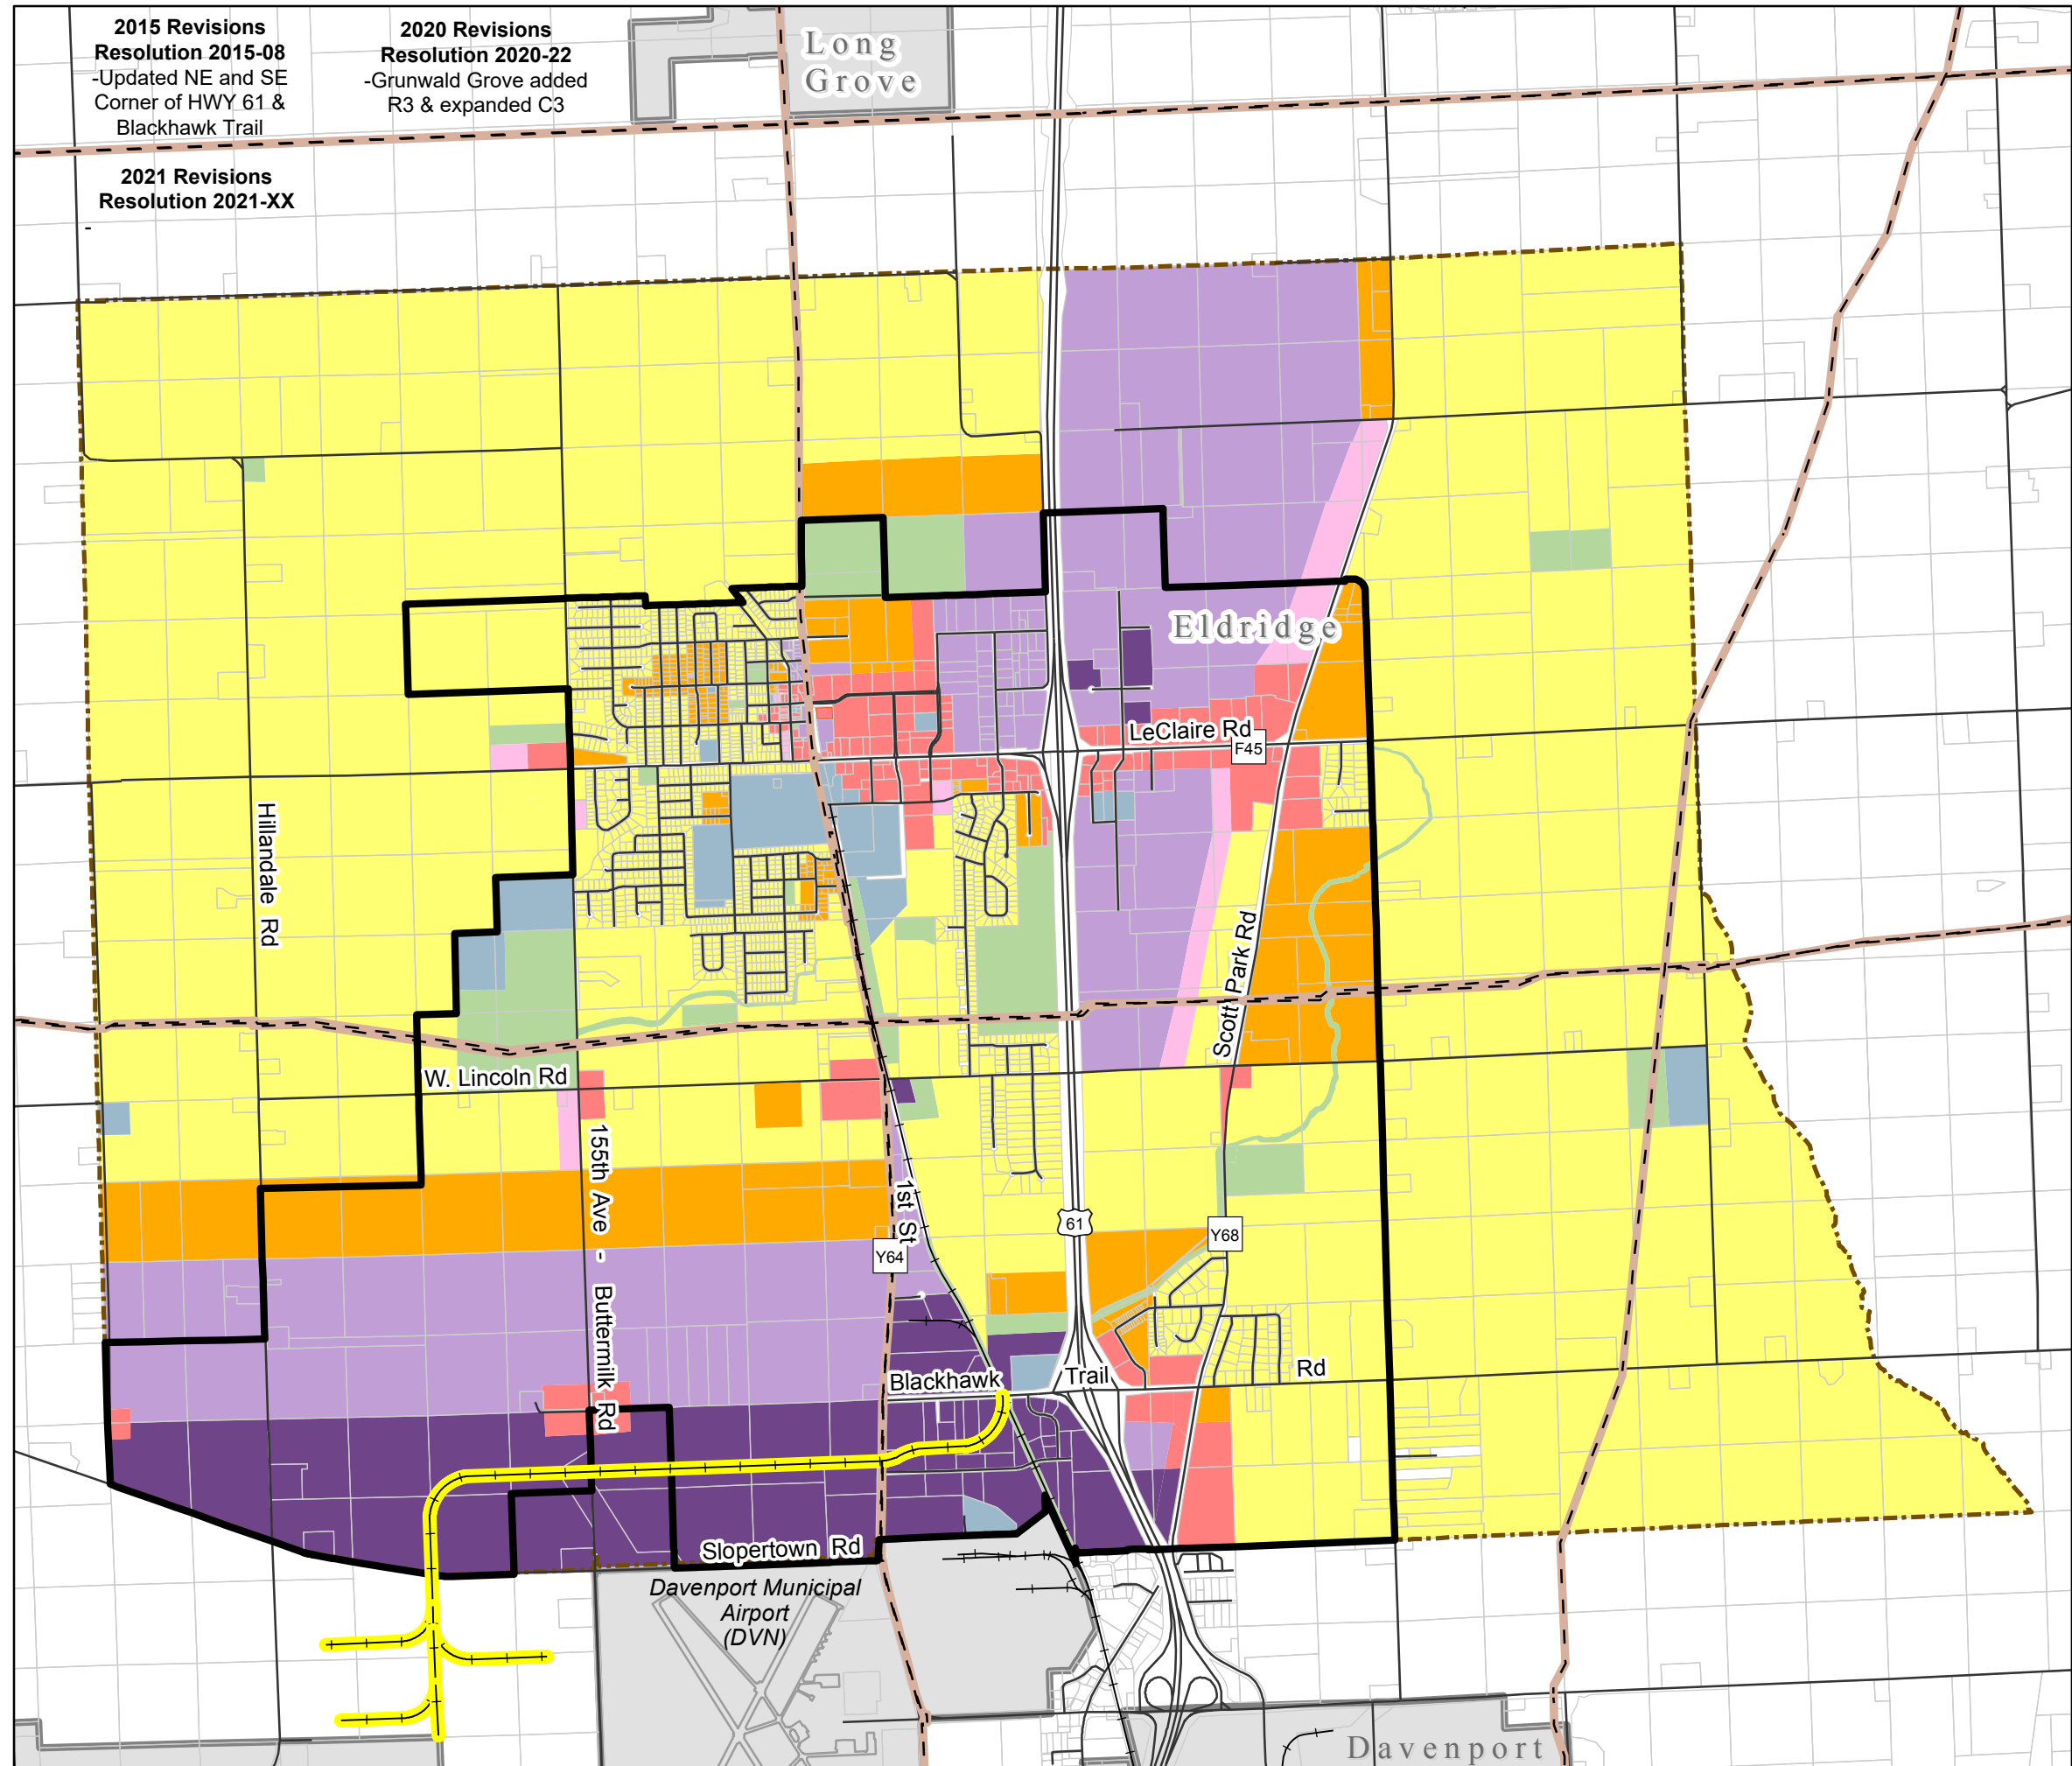 2015 Revisions
Resolution 2015-08
-Updated NE and SE
Corner of HWY 61 &
Blackhawk Trail
2020 Revisions
Resolution 2020-22
-Grunwald Grove added
R3 & expanded C3
2021 Revisions
Resolution 2021-XX
-
Long
Grove
Eldridge
LeClaire Rd
F45
Hillandale Rd
Scott Park Rd
W. Lincoln Rd
155th Ave - Buttermilk Rd
1st St
61
Y68
Y64
Blackhawk Trail Rd
Slopertown Rd
Davenport Municipal
Airport
(DVN)
Davenport